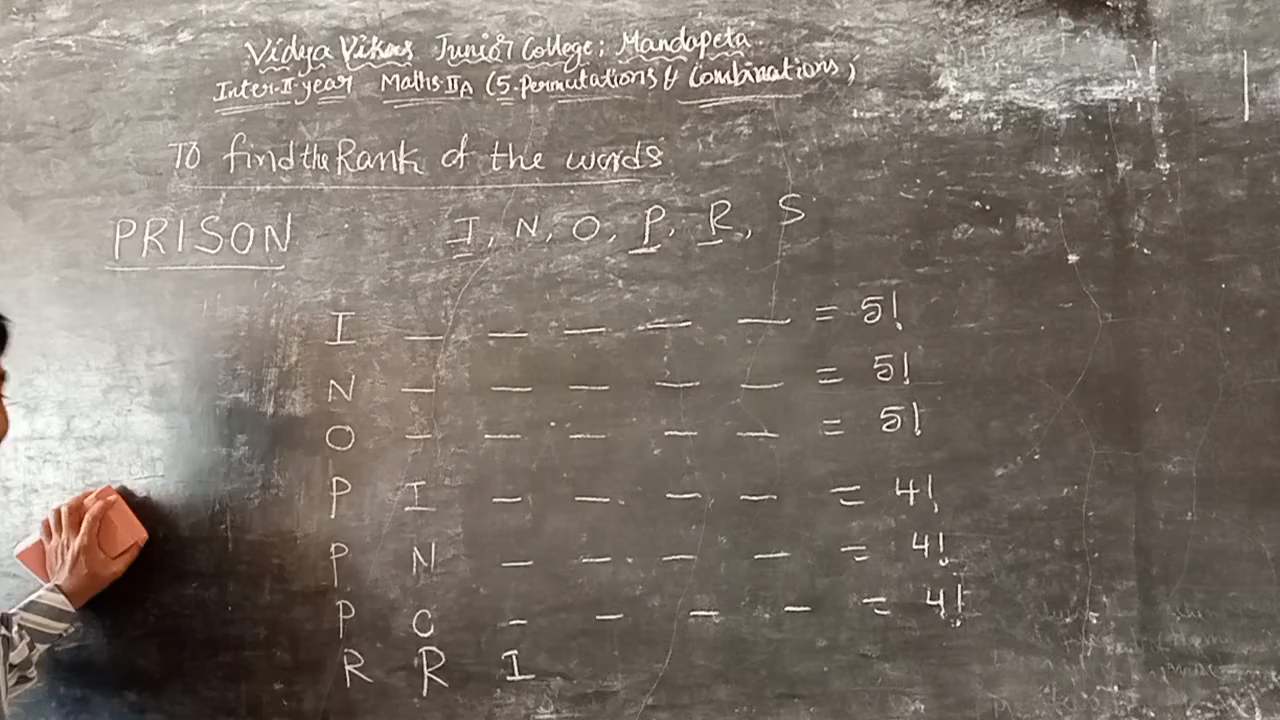 Vidya Vikas Junior College; Mandapeta
Inter-II-year Maths-IIA (5. Permutations & Combinations)
To find the Rank of the words
PRISON I, N, O, P, R, S
I _ _ _ _ _ = 5!
N _ _ _ _ _ = 5!
O _ _ _ _ _ = 5!
P I _ _ _ _ = 4!
P N _ _ _ _ = 4!
P O _ _ _ _ = 4!
R R I